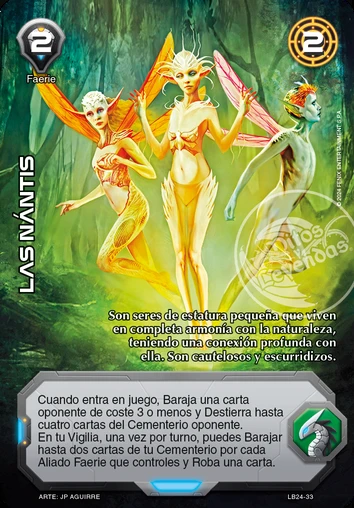 2
Faerie
2
LAS NÁNTIS
© 2024 FENIX ENTERTAINMENT S.P.A.
Mitos y
Leyendas
Son seres de estatura pequeña que viven
en completa armonía con la naturaleza,
teniendo una conexión profunda con
ella. Son cautelosos y escurridizos.
Cuando entra en juego, Baraja una carta
oponente de coste 3 o menos y Destierra hasta
cuatro cartas del Cementerio oponente.
En tu Vigilia, una vez por turno, puedes Barajar
hasta dos cartas de tu Cementerio por cada
Aliado Faerie que controles y Roba una carta.
ARTE: JP AGUIRRE
LB24-33